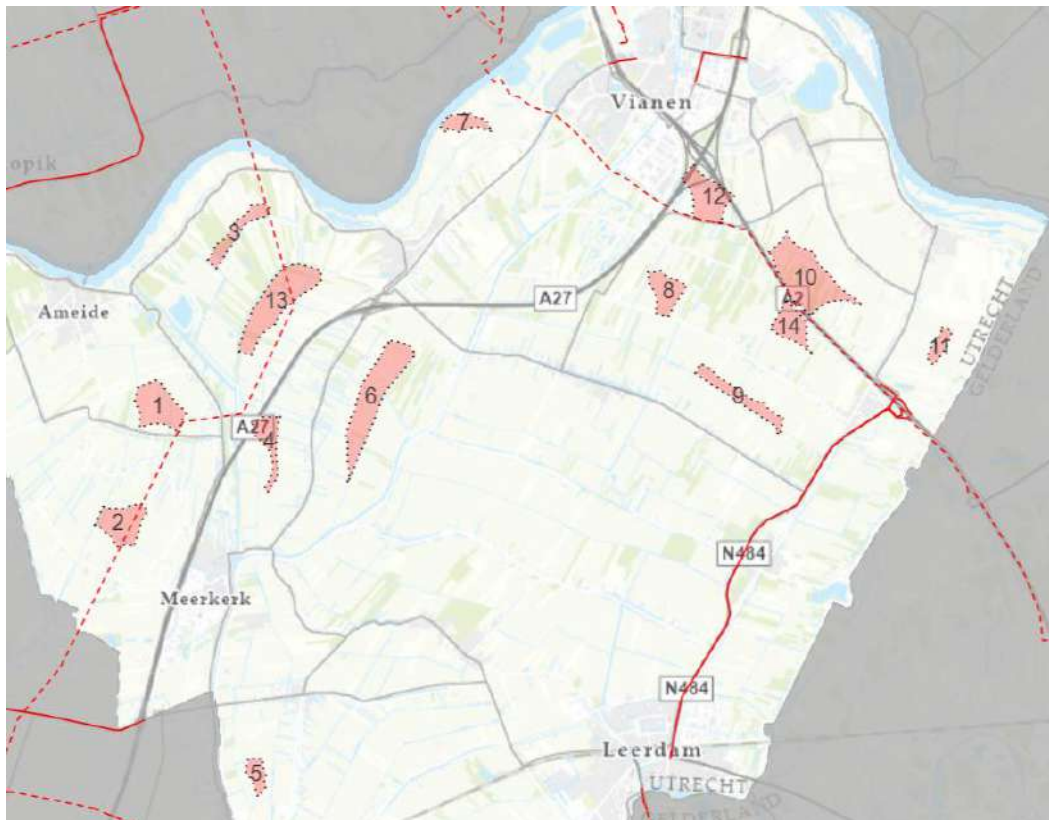 Vianen
7
opik
12
3
10
8
A2
13
A27
14
Ameide
11
UTRECHT
GELDERLAND
9
6
1
A27
4
2
N484
Meerkerk
N484
Leerdam
5
UTRECHT
GELDERLAND